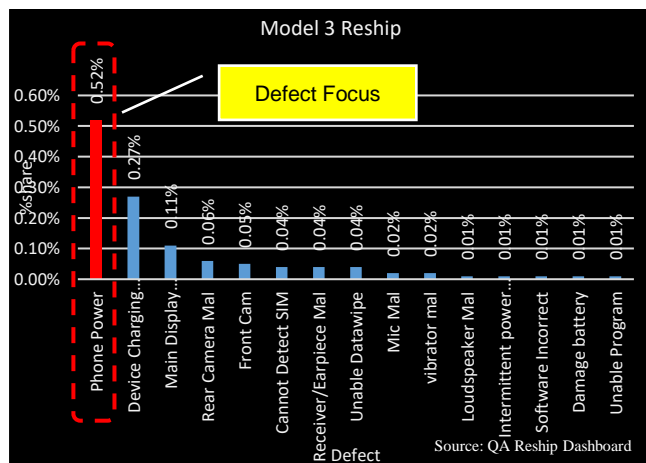 Model 3 Reship
Defect Focus
%share
0.60%
0.50%
0.40%
0.30%
0.20%
0.10%
0.00%
0.52%
0.27%
0.11%
0.06%
0.05%
0.04%
0.04%
0.04%
0.02%
0.02%
0.01%
0.01%
0.01%
0.01%
0.01%
Phone Power
Device Charging...
Main Display...
Rear Camera Mal
Front Cam
Cannot Detect SIM
Receiver/Earpiece Mal
Unable Datawipe
Mic Mal
vibrator mal
Loudspeaker Mal
Intermittent power...
Software Incorrect
Damage battery
Unable Program
Defect
Source: QA Reship Dashboard